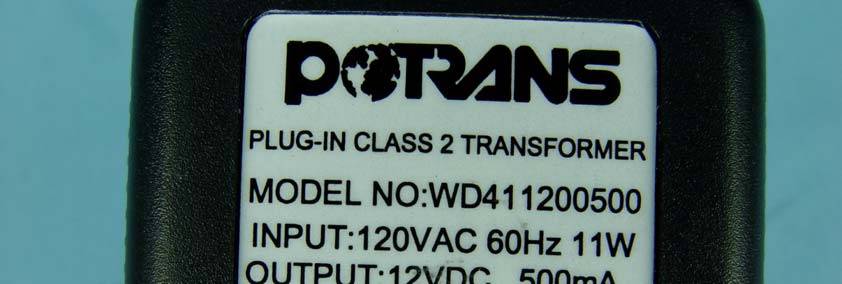 POTRANS
PLUG-IN CLASS 2 TRANSFORMER
MODEL NO:WD411200500
INPUT:120VAC 60Hz 11W
OUTPUT:12VDC 500mA